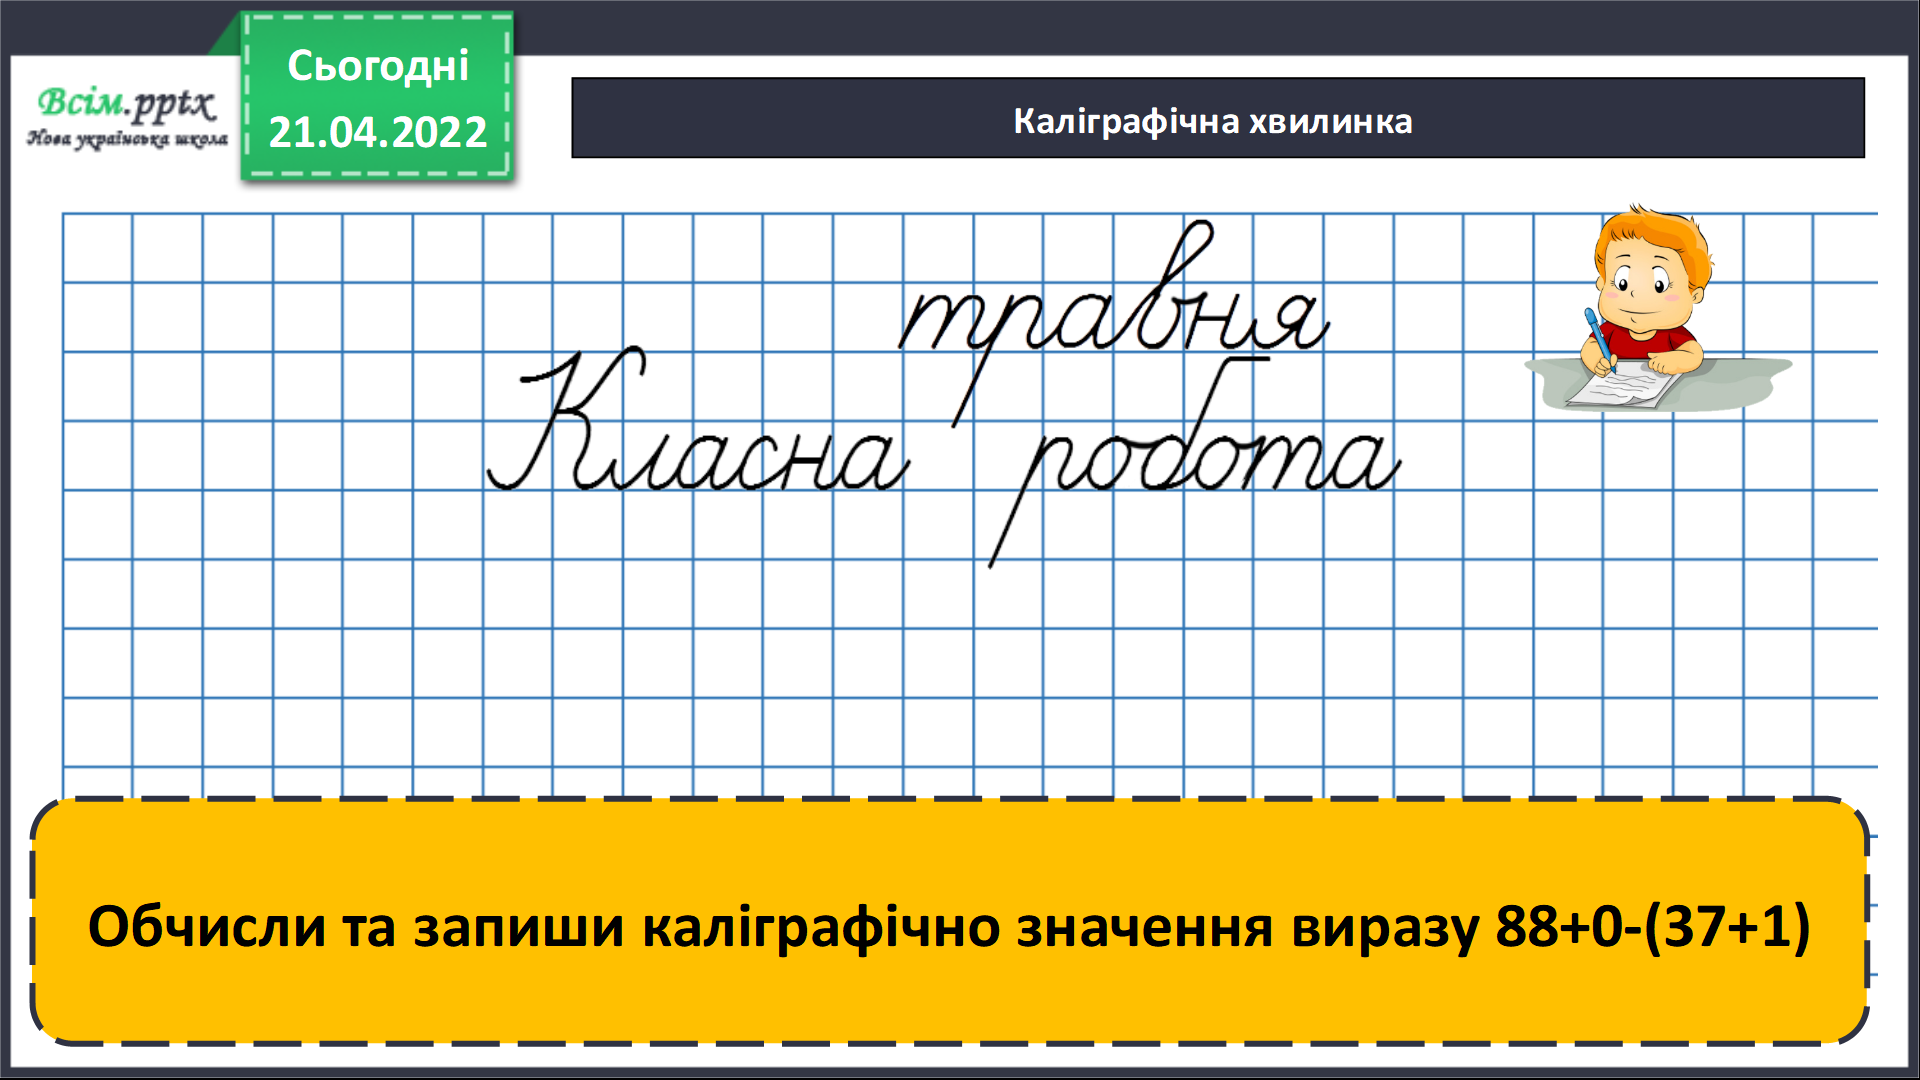 Сьогодні
21.04.2022
Всім.pptx
Нова українська школа
Каліграфічна хвилинка
травня
Класна робота
Обчисли та запиши каліграфічно значення виразу 88+0-(37+1)